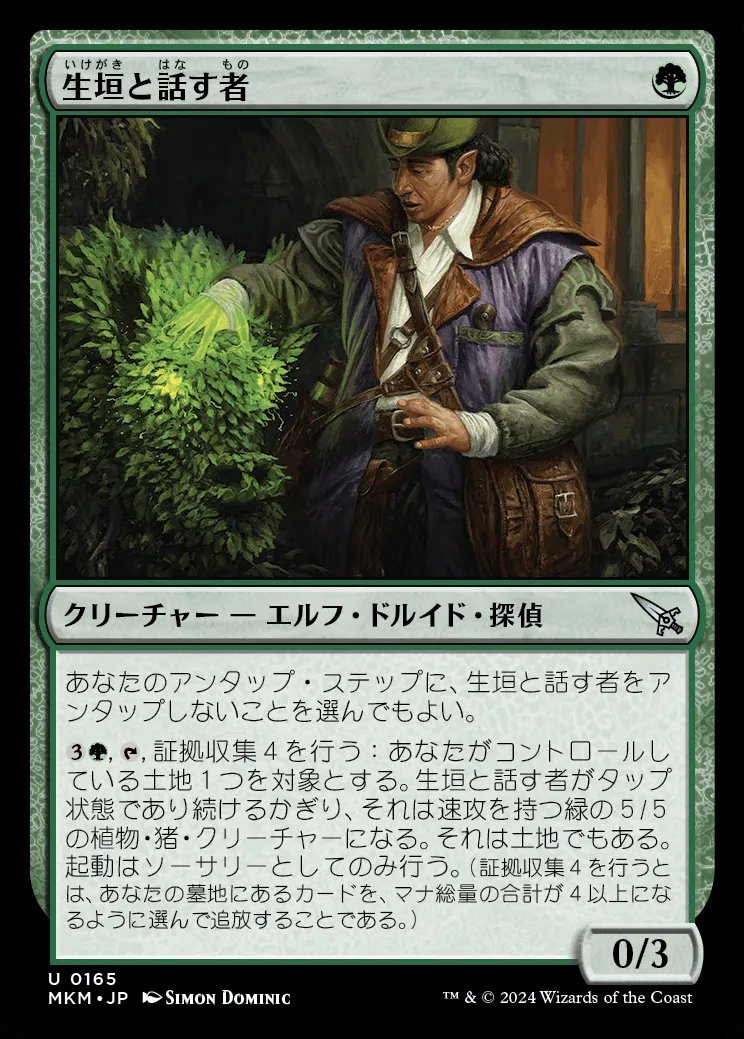 いけがき はな もの
生垣と話す者
クリーチャー — エルフ・ドルイド・探偵
あなたのアンタップ・ステップに、生垣と話す者をア
ンタップしないことを選んでもよい。
3, , 証拠収集4を行う：あなたがコントロールし
ている土地1つを対象とする。生垣と話す者がタップ
状態であり続けるかぎり、それは速攻を持つ緑の5/5
の植物・猪・クリーチャーになる。それは土地でもある。
起動はソーサリーとしてのみ行う。（証拠収集4を行うと
は、あなたの墓地にあるカードを、マナ総量の合計が4以上にな
るように選んで追放することである。）
0/3
U 0165
MKM • JP Simon Dominic
™ & © 2024 Wizards of the Coast